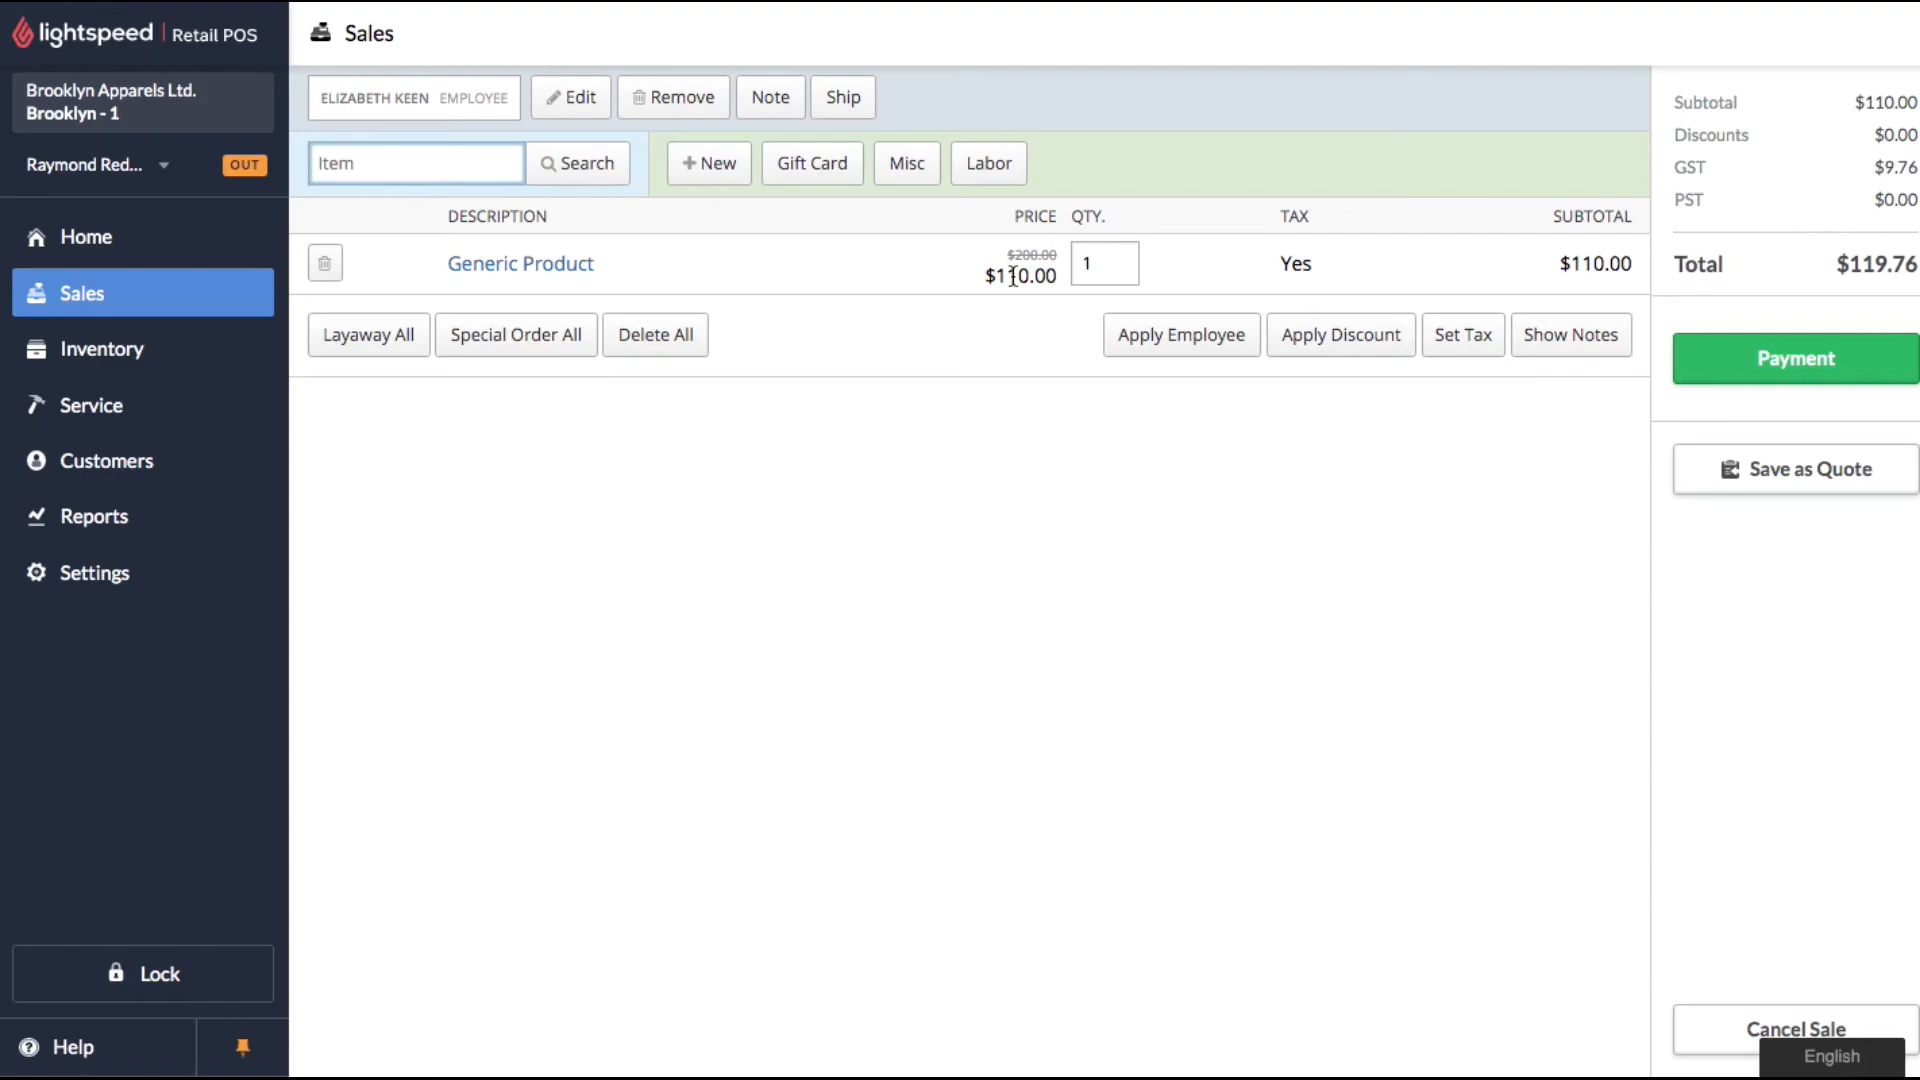 lightspeed | Retail POS
Sales
Brooklyn Apparels Ltd.
Brooklyn - 1
Raymond Red... OUT
Home
Sales
Inventory
Service
Customers
Reports
Settings
Lock
Help
ELIZABETH KEEN EMPLOYEE Edit Remove Note Ship
Item Search + New Gift Card Misc Labor
DESCRIPTION PRICE QTY. TAX SUBTOTAL
$200.00
Generic Product $110.00 1 Yes $110.00
Layaway All Special Order All Delete All Apply Employee Apply Discount Set Tax Show Notes
Subtotal $110.00
Discounts $0.00
GST $9.76
PST $0.00
Total $119.76
Payment
Save as Quote
Cancel Sale
English